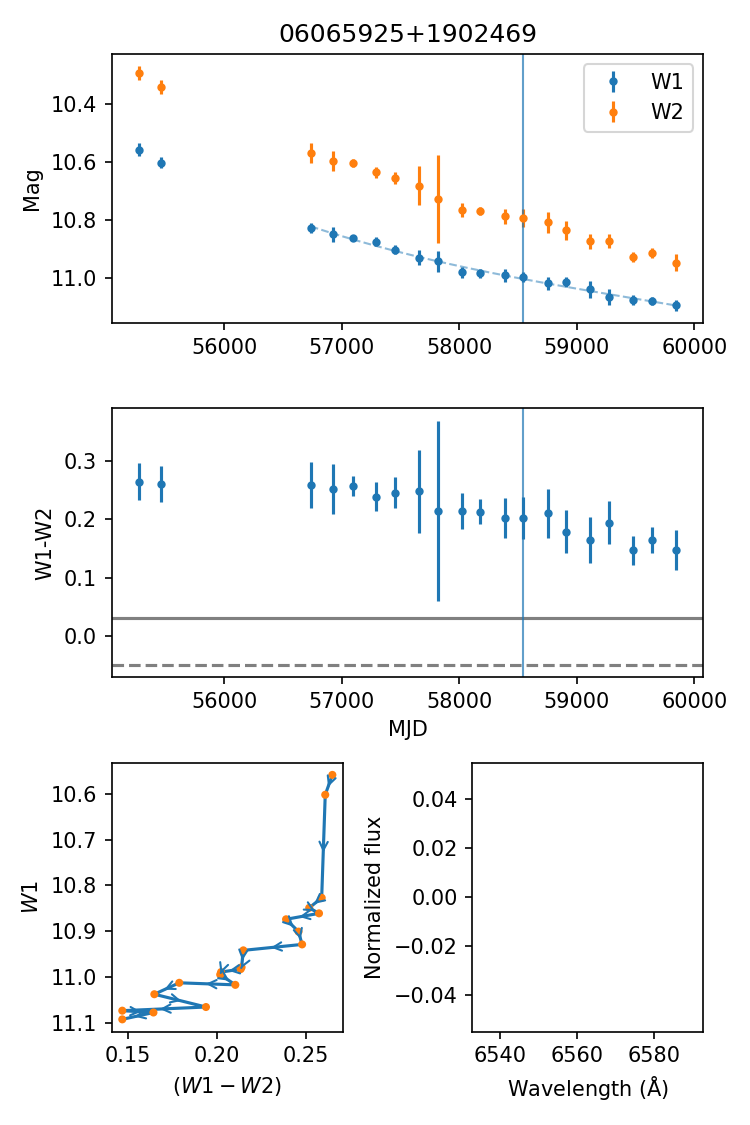 06065925+1902469
Mag
10.4
10.6
10.8
11.0
W1
W2
56000 57000 58000 59000 60000
W1-W2
0.3
0.2
0.1
0.0
56000 57000 58000 59000 60000
MJD
W1
10.6
10.7
10.8
10.9
11.0
11.1
0.15 0.20 0.25
(W1 − W2)
Normalized flux
0.04
0.02
0.00
−0.02
−0.04
6540 6560 6580
Wavelength (Å)